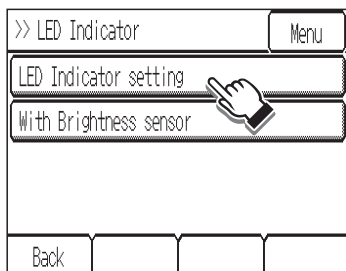 >> LED Indicator
Menu
LED Indicator setting
With Brightness sensor
Back